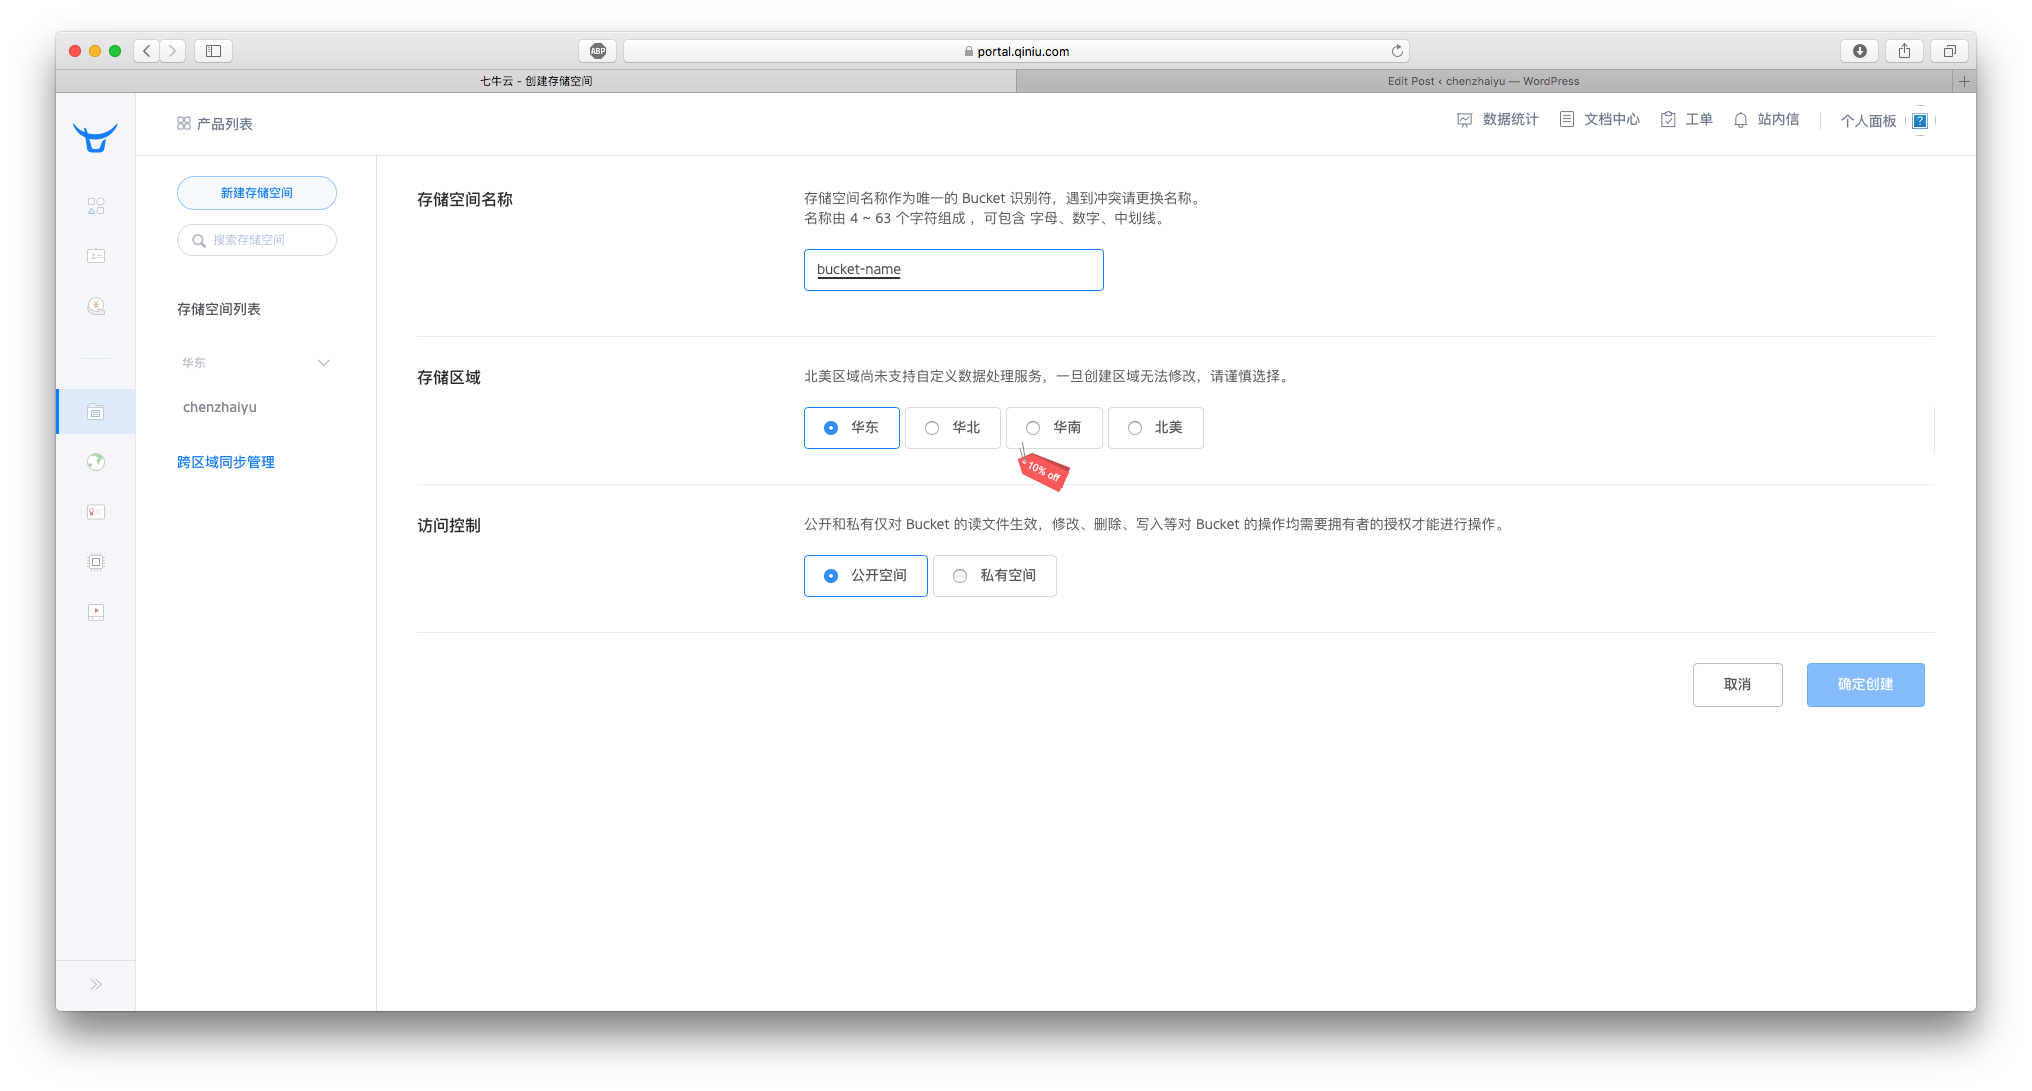 ABP
portal.qiniu.com
七牛云 - 创建存储空间
Edit Post ‹ chenzhaiyu — WordPress
产品列表
数据统计
文档中心
工单
站内信
个人面板
?
新建存储空间
搜索存储空间
存储空间列表
华东
chenzhaiyu
跨区域同步管理
存储空间名称
存储空间名称作为唯一的 Bucket 识别符，遇到冲突请更换名称。
名称由 4 ~ 63 个字符组成 ，可包含 字母、数字、中划线。
bucket-name
存储区域
北美区域尚未支持自定义数据处理服务，一旦创建区域无法修改，请谨慎选择。
华东
华北
华南
北美
10% off
访问控制
公开和私有仅对 Bucket 的读文件生效，修改、删除、写入等对 Bucket 的操作均需要拥有者的授权才能进行操作。
公开空间
私有空间
取消
确定创建